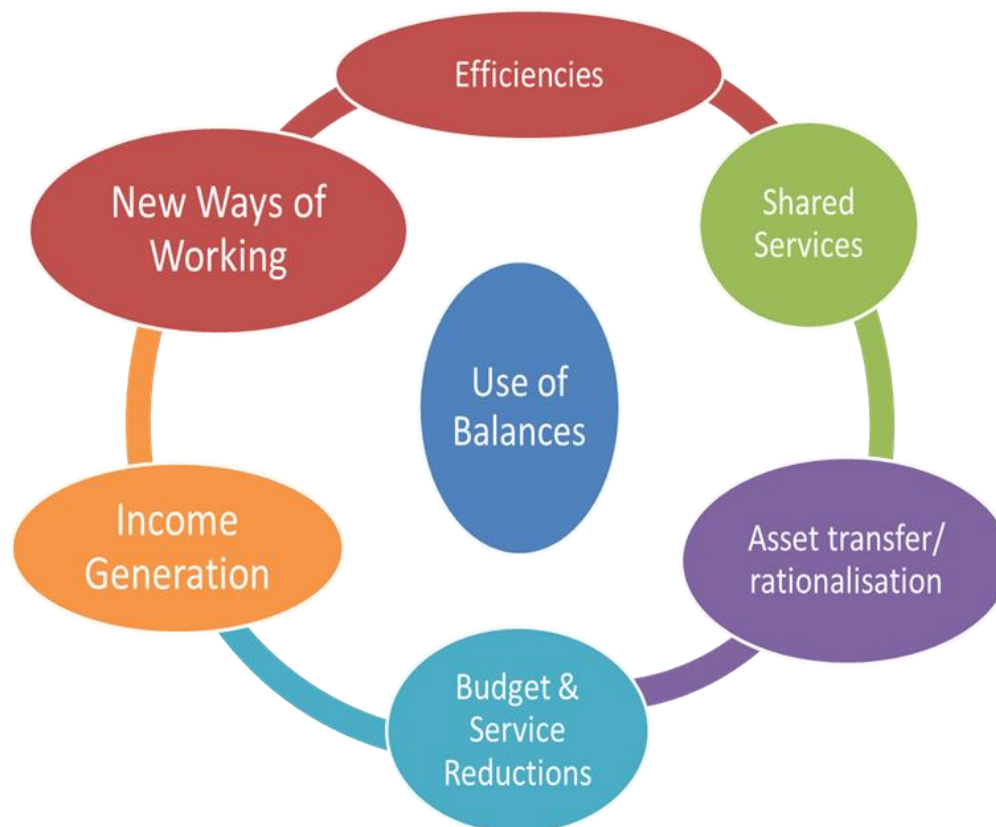 Efficiencies
New Ways of
Working
Shared
Services
Use of
Balances
Income
Generation
Asset transfer/
rationalisation
Budget &
Service
Reductions